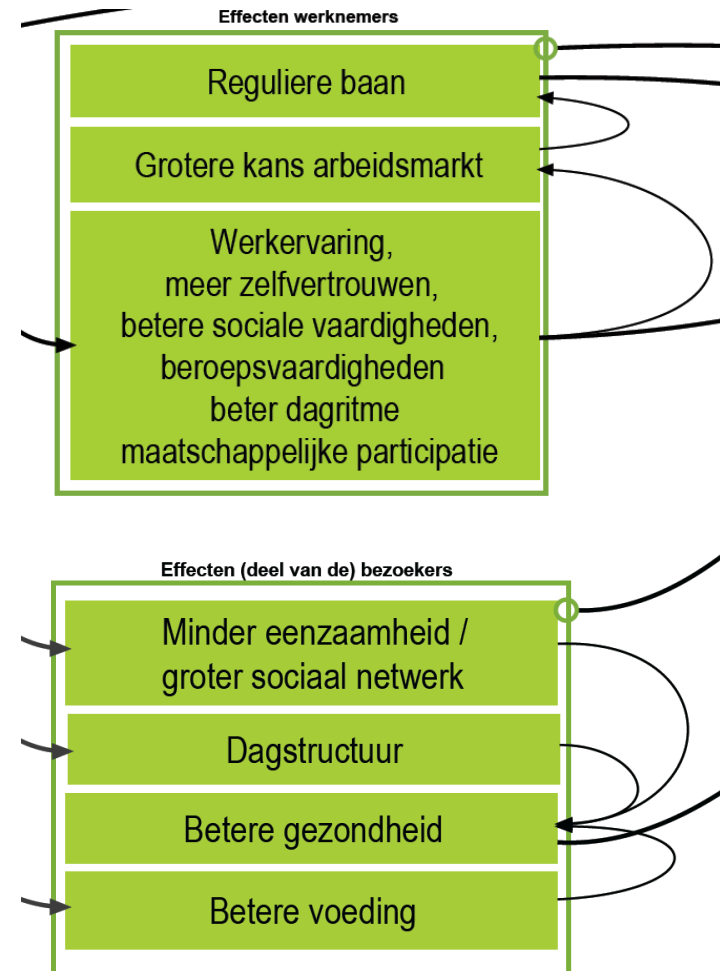 Effecten werknemers
Reguliere baan
Grotere kans arbeidsmarkt
Werkervaring,
meer zelfvertrouwen,
betere sociale vaardigheden,
beroepsvaardigheden
beter dagritme
maatschappelijke participatie
Effecten (deel van de) bezoekers
Minder eenzaamheid /
groter sociaal netwerk
Dagstructuur
Betere gezondheid
Betere voeding